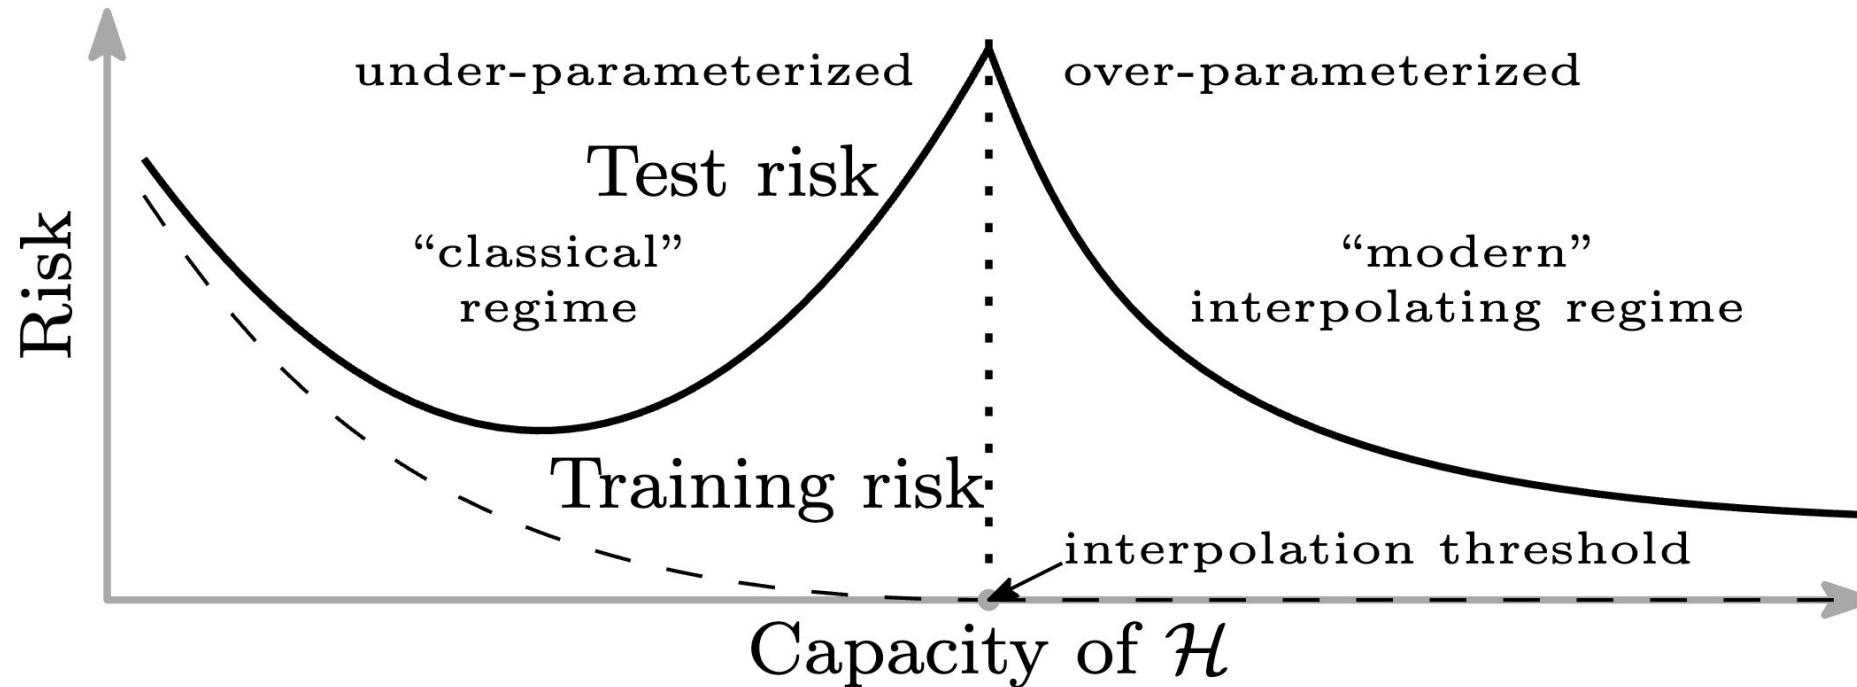 under-parameterized
over-parameterized
Test risk
“classical”
regime
“modern”
interpolating regime
Risk
Training risk
interpolation threshold
Capacity of ℋ